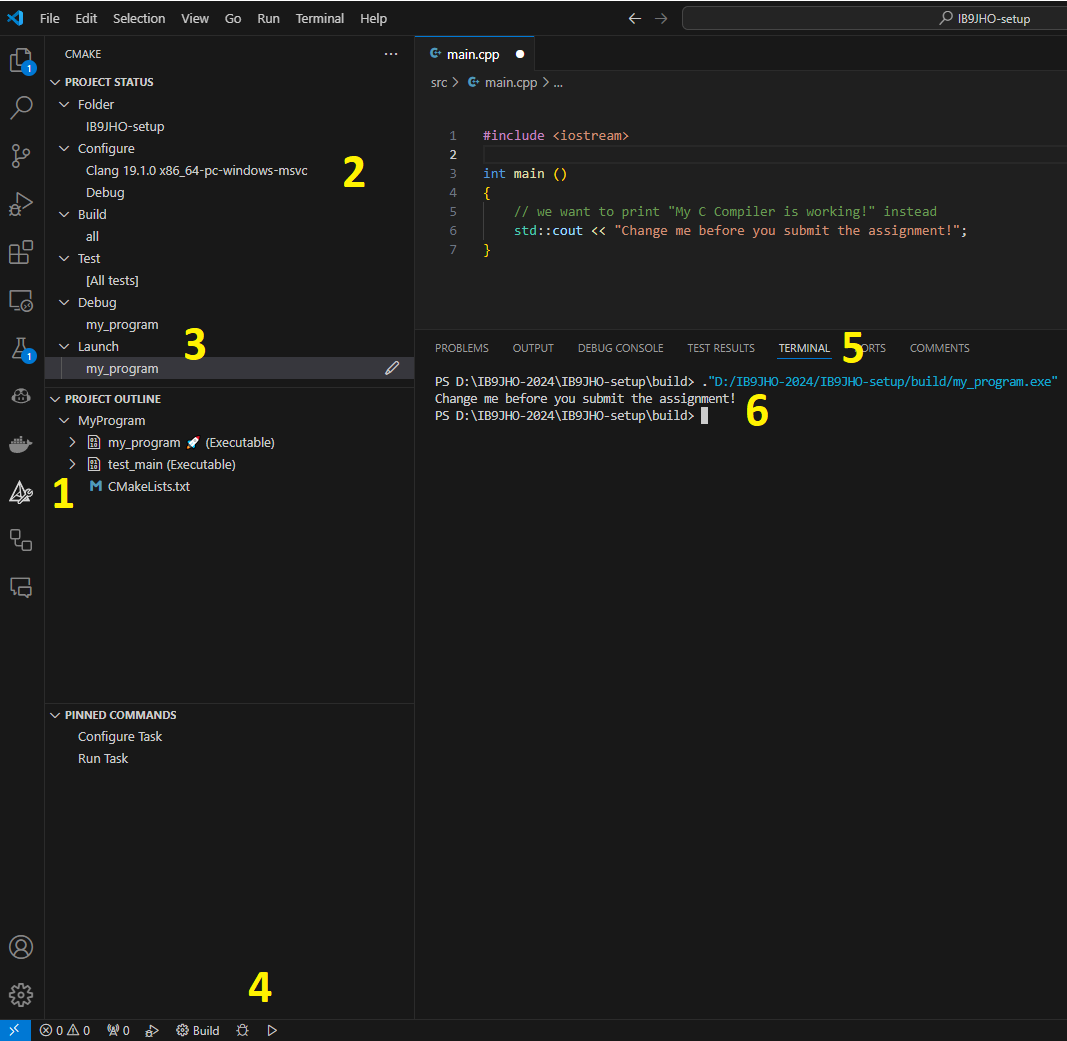 File Edit Selection View Go Run Terminal Help
IB9JHO-setup
CMAKE
PROJECT STATUS
Folder
IB9JHO-setup
Configure
Clang 19.1.0 x86_64-pc-windows-msvc
2
Debug
Build
all
Test
[All tests]
Debug
my_program
3
Launch
my_program
PROJECT OUTLINE
MyProgram
my_program 🚀 (Executable)
test_main (Executable)
1
M CMakeLists.txt
PINNED COMMANDS
Configure Task
Run Task
4
1
1
main.cpp
src > main.cpp > ...
1 #include <iostream>
2
3 int main ()
4 {
5 // we want to print "My C Compiler is working!" instead
6 std::cout << "Change me before you submit the assignment!";
7 }
PROBLEMS OUTPUT DEBUG CONSOLE TEST RESULTS TERMINAL 5 ORTS COMMENTS
PS D:\IB9JHO-2024\IB9JHO-setup\build> ."D:/IB9JHO-2024/IB9JHO-setup/build/my_program.exe"
Change me before you submit the assignment!
PS D:\IB9JHO-2024\IB9JHO-setup\build>
6
0 0 0 Build